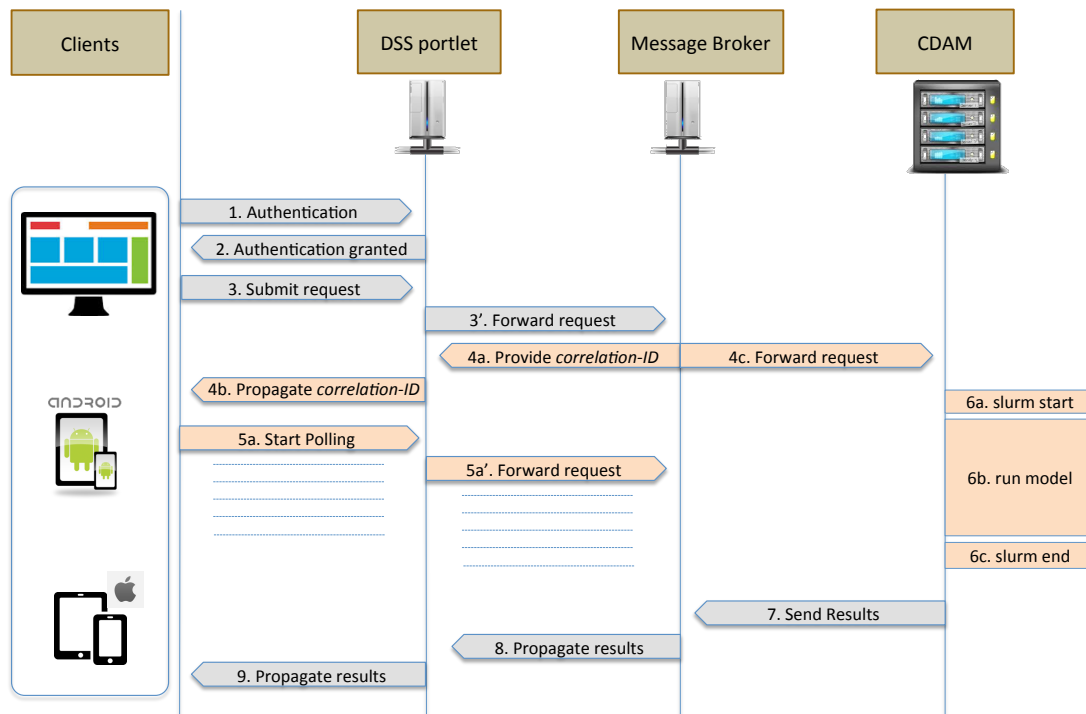 Clients
DSS portlet
Message Broker
CDAM
1. Authentication
2. Authentication granted
3. Submit request
3’. Forward request
4a. Provide correlation-ID
4c. Forward request
4b. Propagate correlation-ID
6a. slurm start
ANDROID
5a. Start Polling
5a’. Forward request
6b. run model
6c. slurm end
7. Send Results
8. Propagate results
9. Propagate results